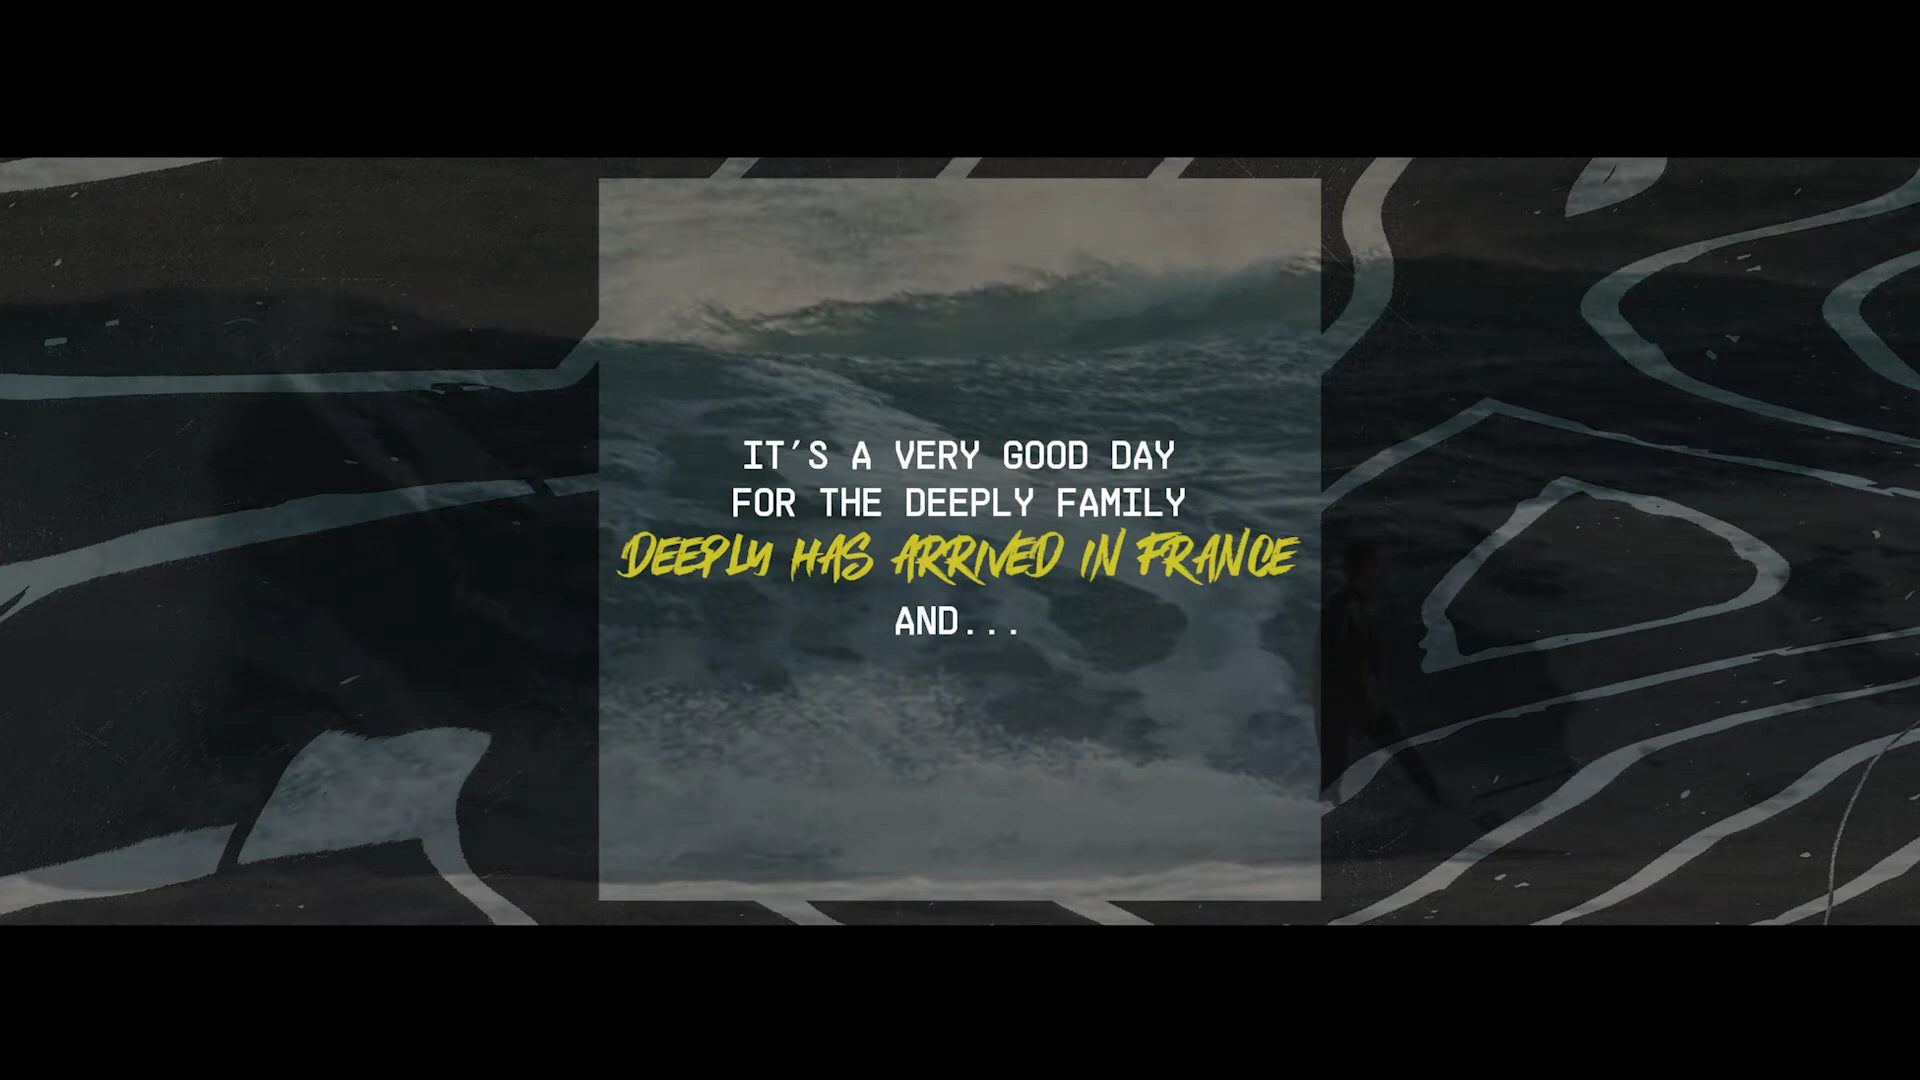 IT'S A VERY GOOD DAY
FOR THE DEEPLY FAMILY
DEEPLY HAS ARRIVED IN FRANCE
AND...